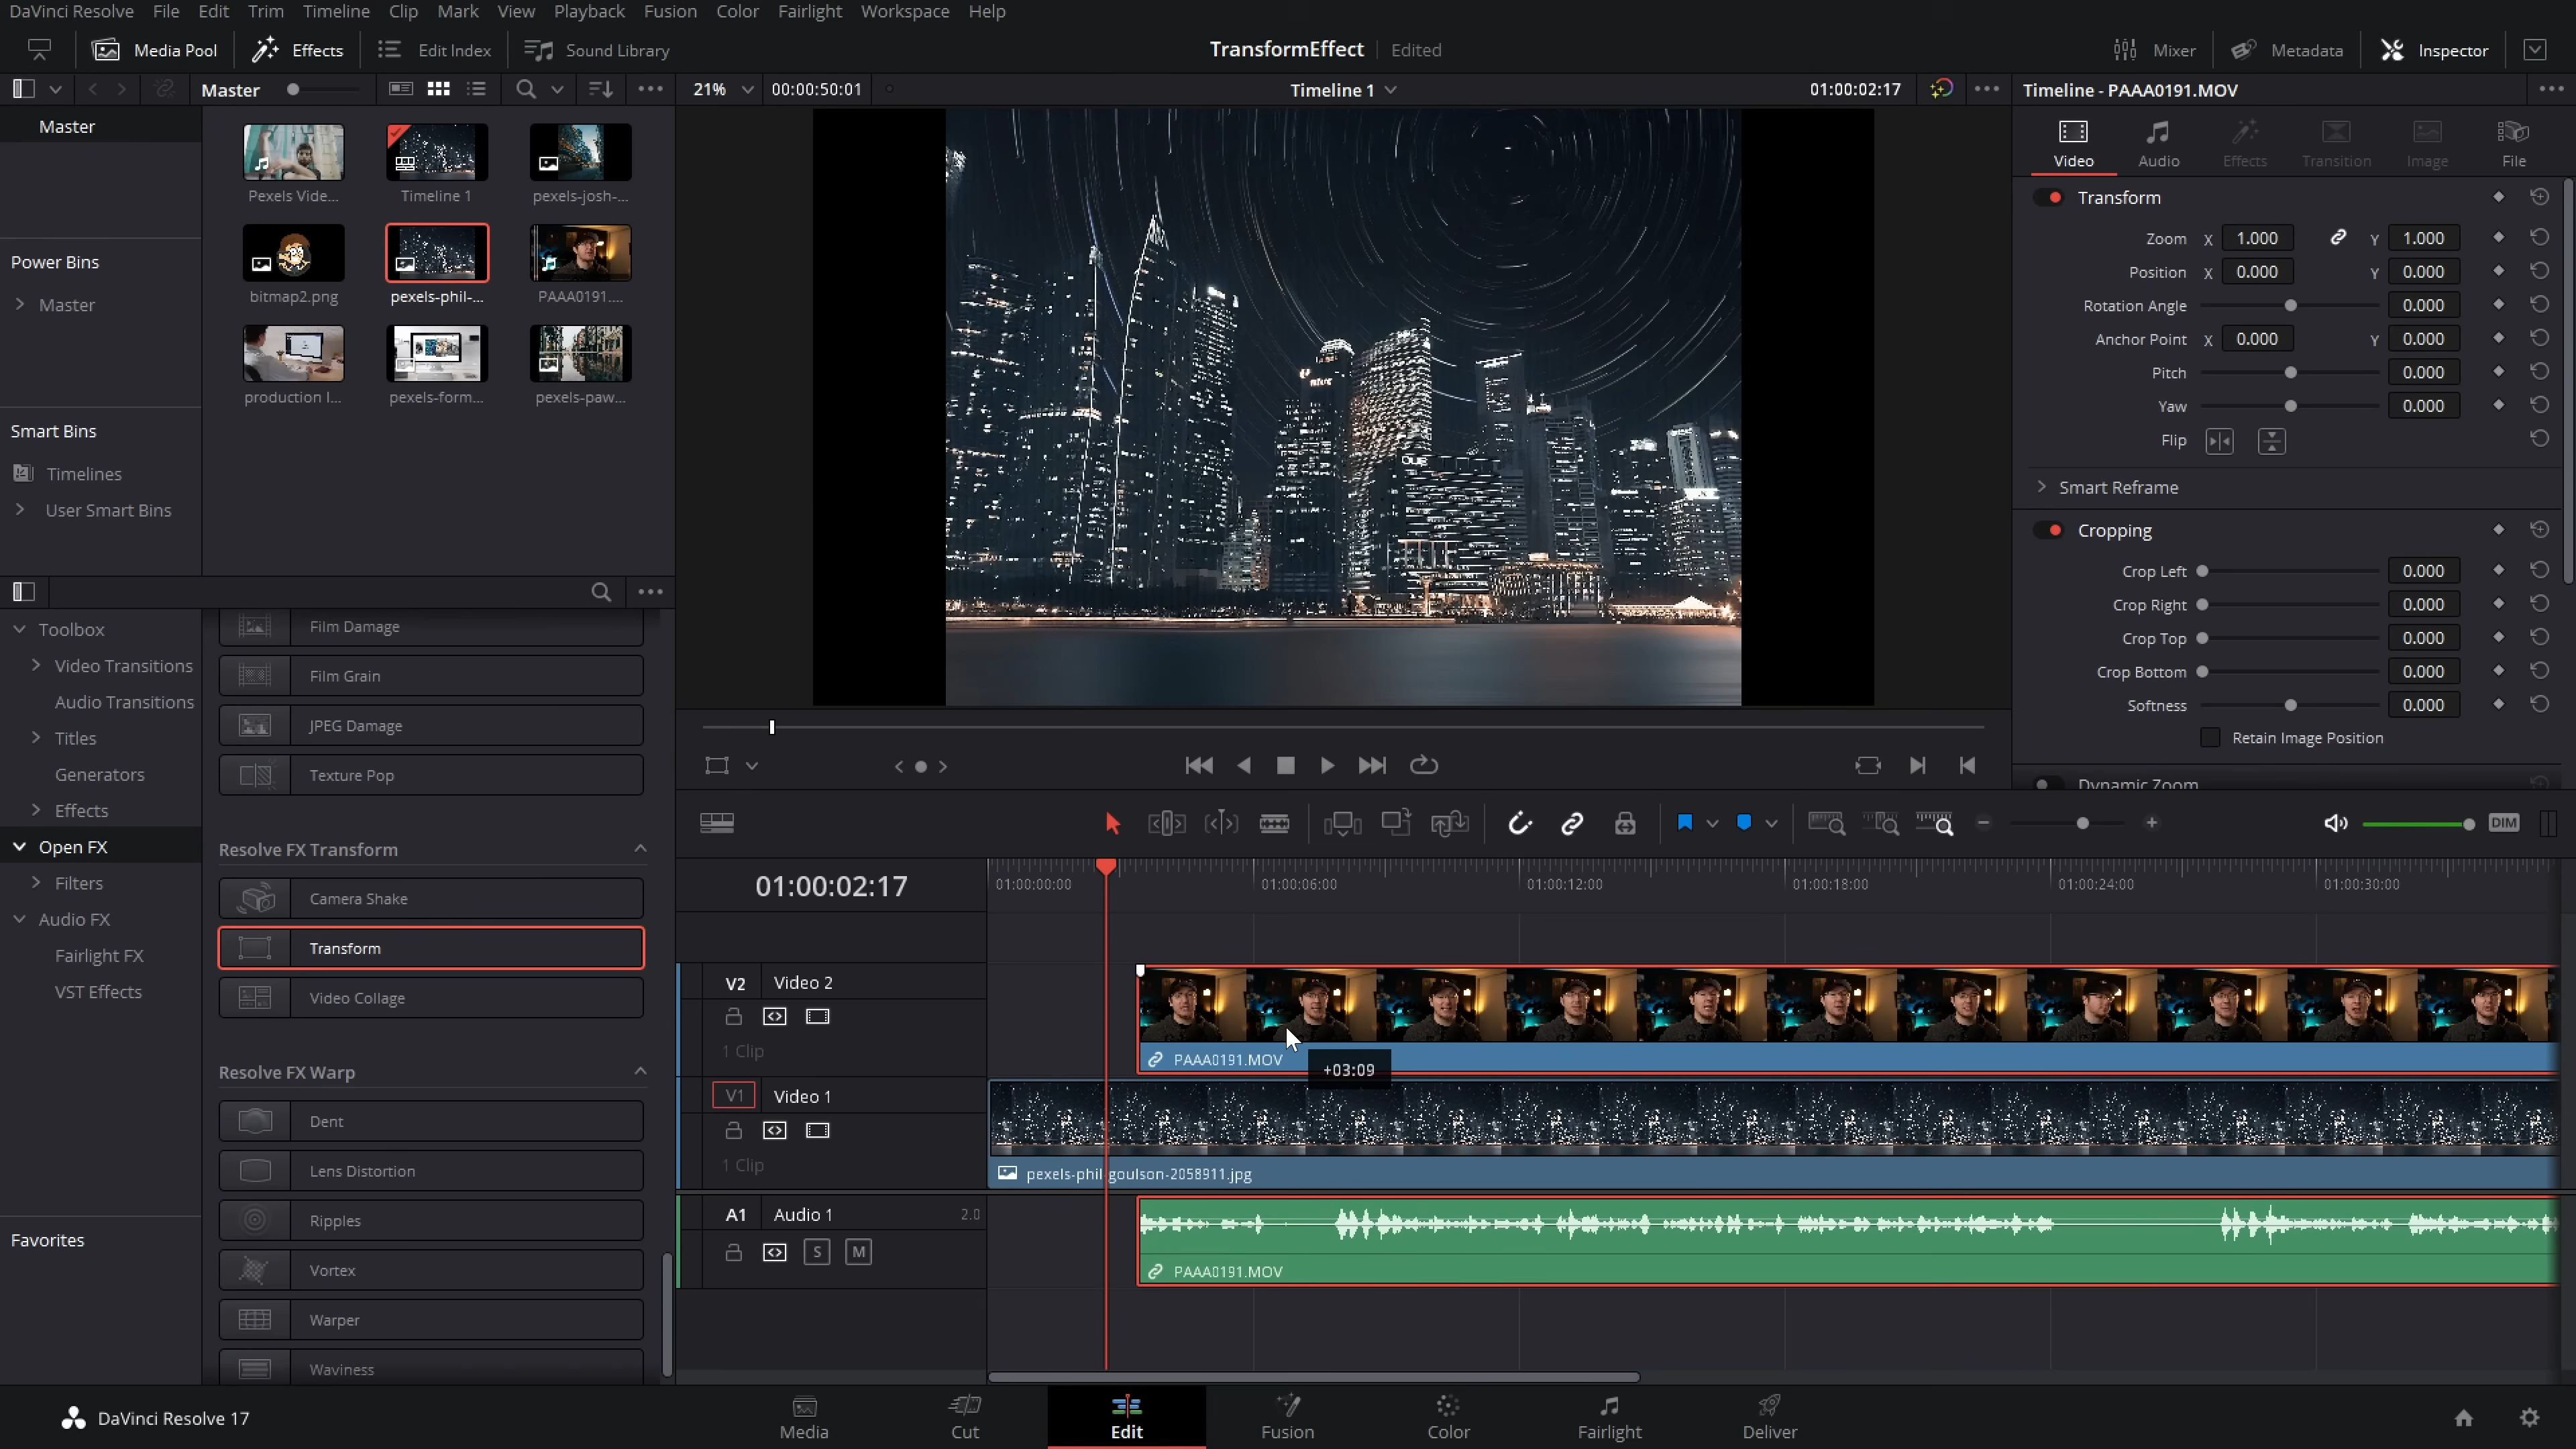 DaVinci Resolve File Edit Trim Timeline Clip Mark View Playback Fusion Color Fairlight Workspace Help
Media Pool Effects Edit Index Sound Library TransformEffect Edited Mixer Metadata Inspector
Master 21% 00:00:50:01 Timeline 1 01:00:02:17 Timeline - PAAA0191.MOV
Master
Power Bins
Master
Smart Bins
Timelines
User Smart Bins
Pexels Vide... Timeline 1 pexels-josh-...
bitmap2.png pexels-phil-... PAAA0191....
production I... pexels-form... pexels-paw...
Video Audio Effects Transition Image File
Transform
Zoom X 1.000 Y 1.000
Position X 0.000 Y 0.000
Rotation Angle 0.000
Anchor Point X 0.000 Y 0.000
Pitch 0.000
Yaw 0.000
Flip
Smart Reframe
Cropping
Crop Left 0.000
Crop Right 0.000
Crop Top 0.000
Crop Bottom 0.000
Softness 0.000
Retain Image Position
Dynamic Zoom
Toolbox
Video Transitions
Audio Transitions
Titles
Generators
Effects
Open FX
Filters
Audio FX
Fairlight FX
VST Effects
Favorites
Film Damage
Film Grain
JPEG Damage
Texture Pop
Resolve FX Transform
Camera Shake
Transform
Video Collage
Resolve FX Warp
Dent
Lens Distortion
Ripples
Vortex
Warper
Waviness
DIM
01:00:02:17 01:00:00:00 01:00:06:00 01:00:12:00 01:00:18:00 01:00:24:00 01:00:30:00
V2 Video 2
1 Clip
PAAA0191.MOV
+03:09
V1 Video 1
1 Clip
pexels-phil-goulson-2058911.jpg
A1 Audio 1 2.0
S M
PAAA0191.MOV
DaVinci Resolve 17 Media Cut Edit Fusion Color Fairlight Deliver